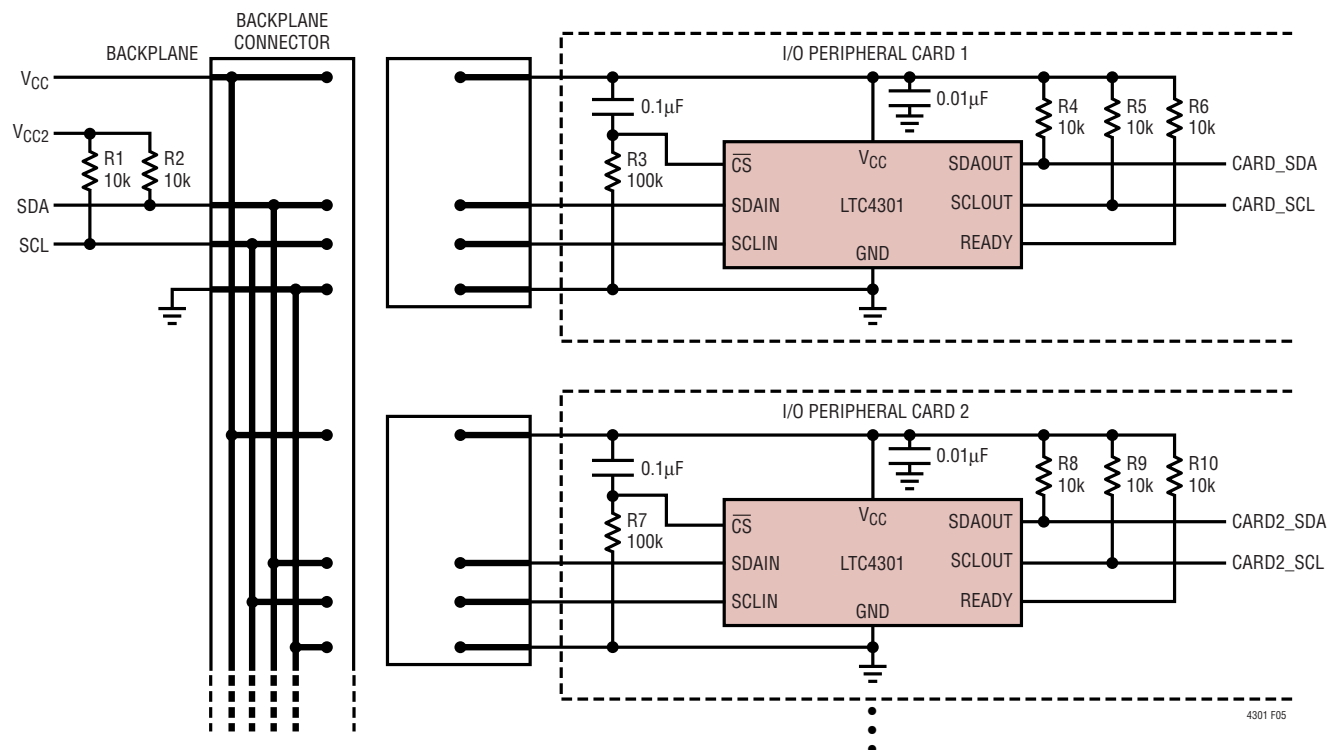 BACKPLANE
BACKPLANE
CONNECTOR
VCC
VCC2
R1
10k
R2
10k
SDA
SCL
I/O PERIPHERAL CARD 1
0.1μF
R3
100k
0.01μF
R4
10k
R5
10k
R6
10k
CS
VCC
SDAOUT
SDAIN
LTC4301
SCLOUT
SCLIN
READY
GND
CARD_SDA
CARD_SCL
I/O PERIPHERAL CARD 2
0.1μF
R7
100k
0.01μF
R8
10k
R9
10k
R10
10k
CS
VCC
SDAOUT
SDAIN
LTC4301
SCLOUT
SCLIN
READY
GND
CARD2_SDA
CARD2_SCL
4301 F05